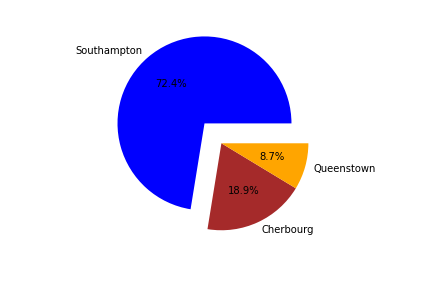 Southampton
72.4%
8.7%
Queenstown
18.9%
Cherbourg